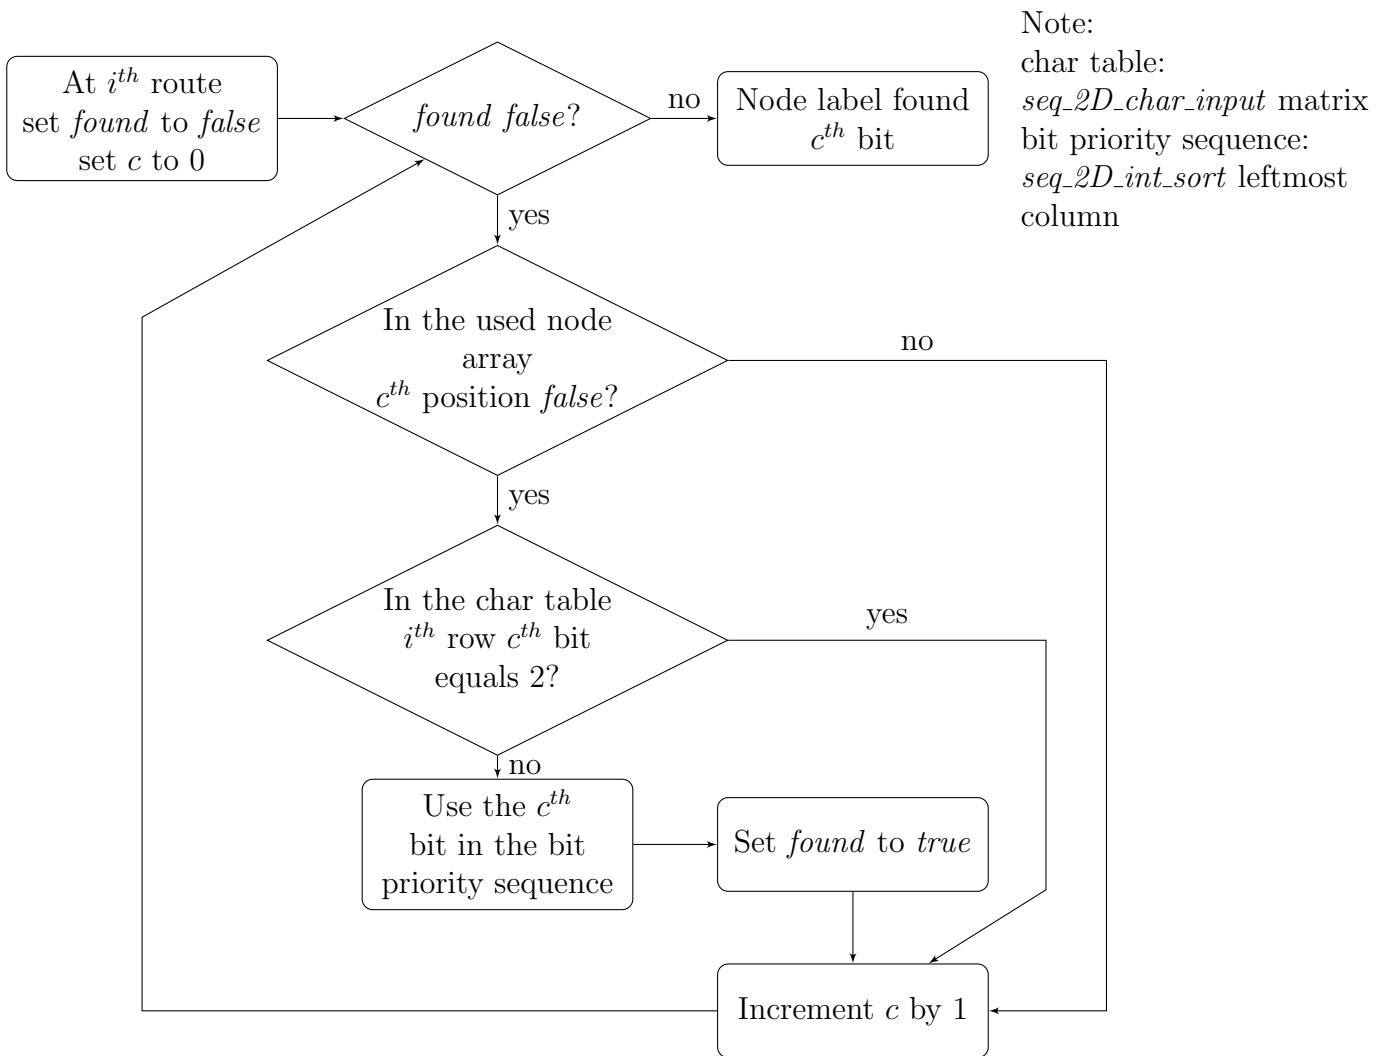 At i^th route
set found to false
set c to 0
found false?
no
Node label found
c^th bit
Note:
char table:
seq_2D_char_input matrix
bit priority sequence:
seq_2D_int_sort leftmost
column
yes
In the used node
array
c^th position false?
no
yes
In the char table
i^th row c^th bit
equals 2?
yes
no
Use the c^th
bit in the bit
priority sequence
Set found to true
Increment c by 1